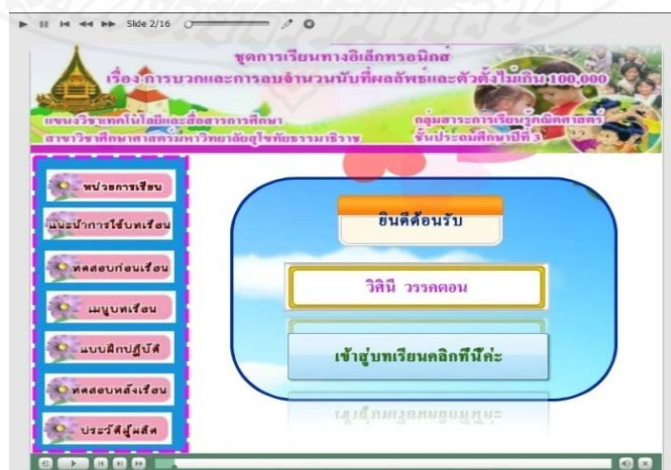 Slide 2/16
ชุดการเรียนทางอิเล็กทรอนิกส์
เรื่อง การบวกและการลบจำนวนนับที่ผลลัพธ์และตัวตั้งไม่เกิน 100,000
แขนงวิชาเทคโนโลยีและสื่อสารการศึกษา
สาขาวิชาศึกษาศาสตร์มหาวิทยาลัยสุโขทัยธรรมาธิราช
กลุ่มสาระการเรียนรู้คณิตศาสตร์
ชั้นประถมศึกษาปีที่ 3
หน่วยการเรียน
แนะนำการใช้บทเรียน
ทดสอบก่อนเรียน
เมนูบทเรียน
แบบฝึกปฏิบัติ
ทดสอบหลังเรียน
ประวัติผู้ผลิต
ยินดีต้อนรับ
วิศินี วรรคตอน
เข้าสู่บทเรียนคลิกที่นี่ค่ะ